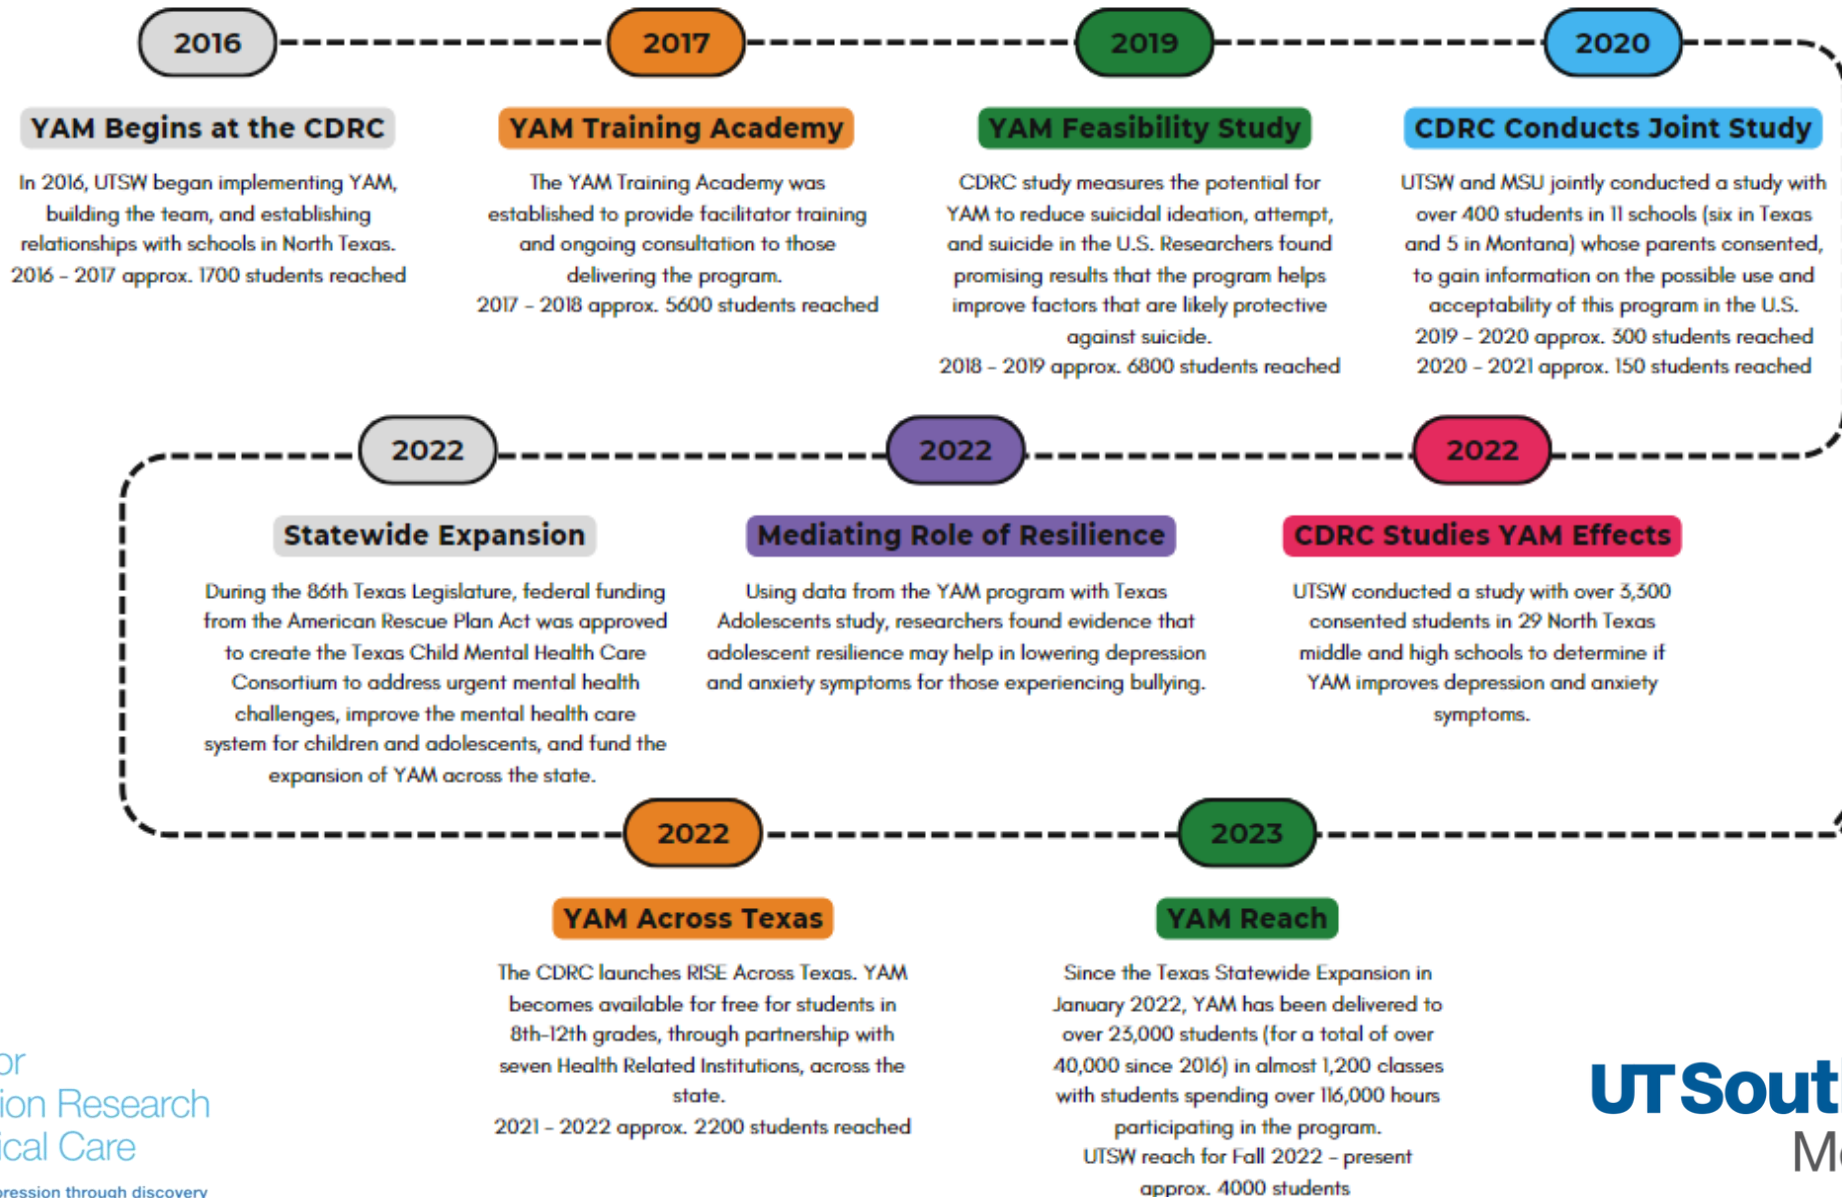 2016
2017
2019
2020
YAM Begins at the CDRC
In 2016, UTSW began implementing YAM,
building the team, and establishing
relationships with schools in North Texas.
2016 - 2017 approx. 1700 students reached
YAM Training Academy
The YAM Training Academy was
established to provide facilitator training
and ongoing consultation to those
delivering the program.
2017 - 2018 approx. 5600 students reached
YAM Feasibility Study
CDRC study measures the potential for
YAM to reduce suicidal ideation, attempt,
and suicide in the U.S. Researchers found
promising results that the program helps
improve factors that are likely protective
against suicide.
2018 - 2019 approx. 6800 students reached
CDRC Conducts Joint Study
UTSW and MSU jointly conducted a study with
over 400 students in 11 schools (six in Texas
and 5 in Montana) whose parents consented,
to gain information on the possible use and
acceptability of this program in the U.S.
2019 - 2020 approx. 300 students reached
2020 - 2021 approx. 150 students reached
2022
2022
2022
Statewide Expansion
During the 86th Texas Legislature, federal funding
from the American Rescue Plan Act was approved
to create the Texas Child Mental Health Care
Consortium to address urgent mental health
challenges, improve the mental health care
system for children and adolescents, and fund the
expansion of YAM across the state.
Mediating Role of Resilience
Using data from the YAM program with Texas
Adolescents study, researchers found evidence that
adolescent resilience may help in lowering depression
and anxiety symptoms for those experiencing bullying.
CDRC Studies YAM Effects
UTSW conducted a study with over 3,300
consented students in 29 North Texas
middle and high schools to determine if
YAM improves depression and anxiety
symptoms.
2022
2023
YAM Across Texas
The CDRC launches RISE Across Texas. YAM
becomes available for free for students in
8th-12th grades, through partnership with
seven Health Related Institutions, across the
state.
2021 - 2022 approx. 2200 students reached
YAM Reach
Since the Texas Statewide Expansion in
January 2022, YAM has been delivered to
over 23,000 students (for a total of over
40,000 since 2016) in almost 1,200 classes
with students spending over 116,000 hours
participating in the program.
UTSW reach for Fall 2022 - present
approx. 4000 students
or
ion Research
ical Care
pression through discovery
UT Sout
M